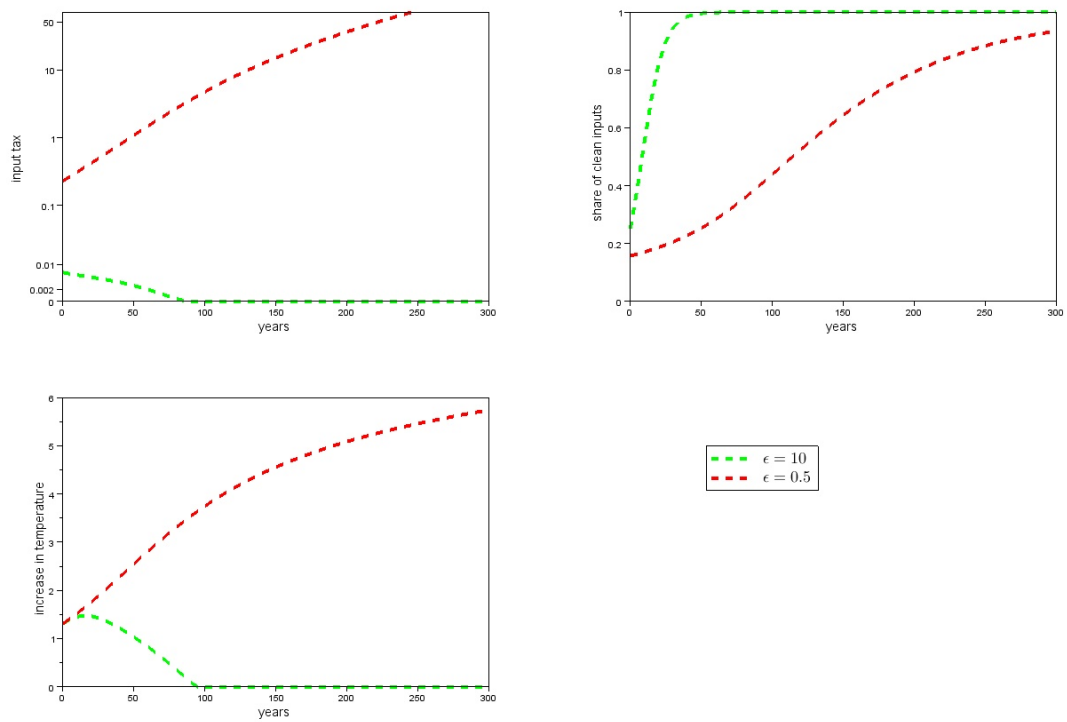 50
10
1
0.1
0.01
0.002
0
input tax
0 50 100 150 200 250 300
years
1
0.8
0.6
0.4
0.2
0
share of clean inputs
0 50 100 150 200 250 300
years
6
5
4
3
2
1
0
increase in temperature
0 50 100 150 200 250 300
years
ϵ = 10
ϵ = 0.5